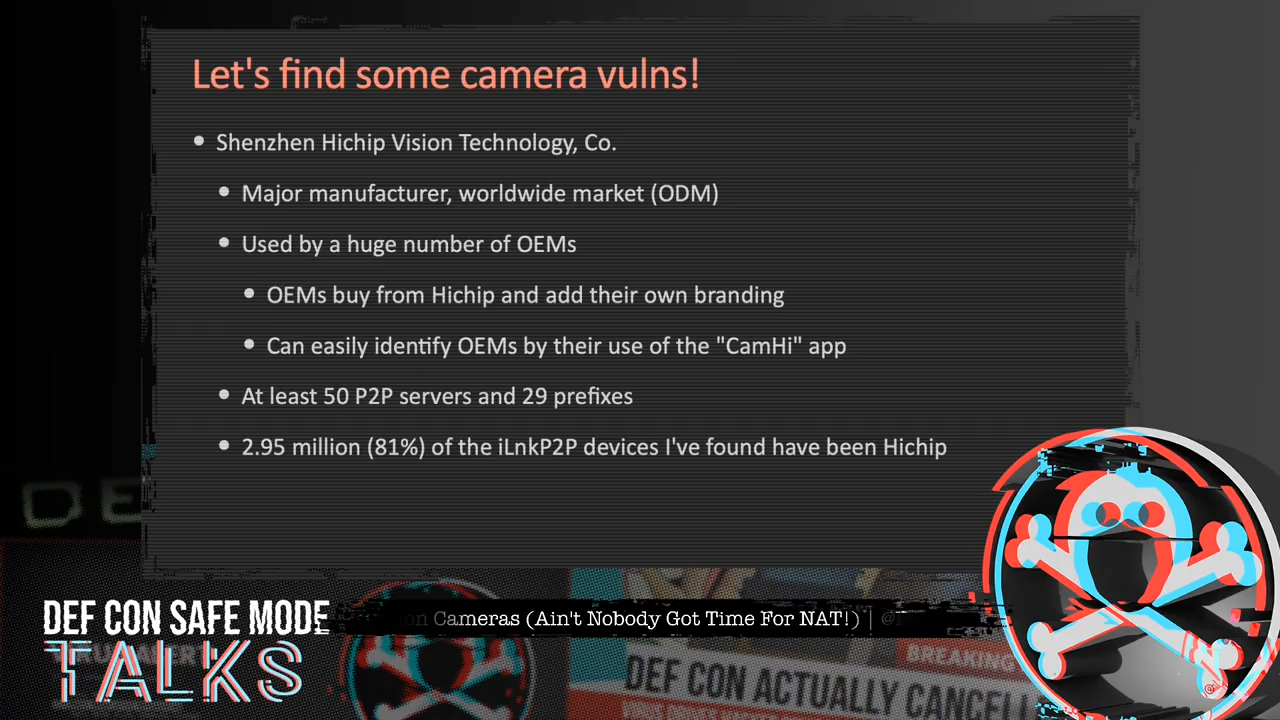 Let's find some camera vulns!
Shenzhen Hichip Vision Technology, Co.
Major manufacturer, worldwide market (ODM)
Used by a huge number of OEMs
OEMs buy from Hichip and add their own branding
Can easily identify OEMs by their use of the "CamHi" app
At least 50 P2P servers and 29 prefixes
2.95 million (81%) of the iLnkP2P devices I've found have been Hichip
DE
DEF CON SAFE MODE
TALKS
on Cameras (Ain't Nobody Got Time For NAT!) | @
BREAKING
DEF CON ACTUALLY CANCELL